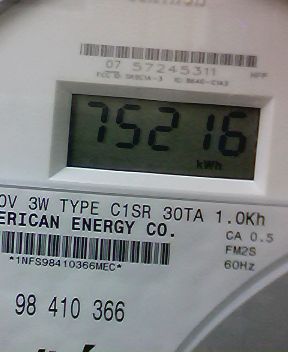 07 57245311
75216
kWh
0V 3W TYPE C1SR 30TA 1.0Kh
ERICAN ENERGY CO.
CA 0.5
FM2S
60Hz
*1NFS98410366MEC*
98 410 366